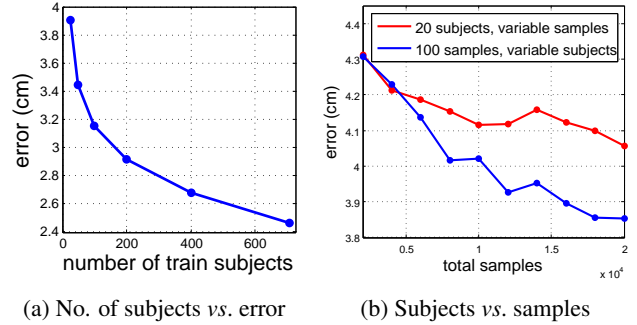 4
3.8
3.6
3.4
3.2
3
2.8
2.6
2.4
0 200 400 600
error (cm)
number of train subjects
(a) No. of subjects vs. error
20 subjects, variable samples
100 samples, variable subjects
4.4
4.3
4.2
4.1
4
3.9
3.8
0.5 1 1.5 2
x 10⁴
error (cm)
total samples
(b) Subjects vs. samples